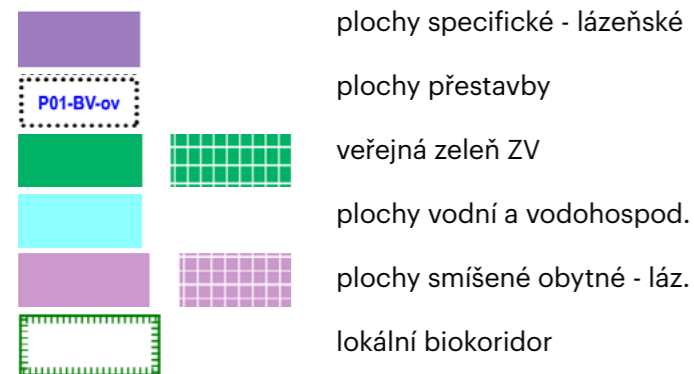 plochy specifické - lázeňské
P01-BV-ov
plochy přestavby
veřejná zeleň ZV
plochy vodní a vodohospod.
plochy smíšené obytné - láz.
lokální biokoridor